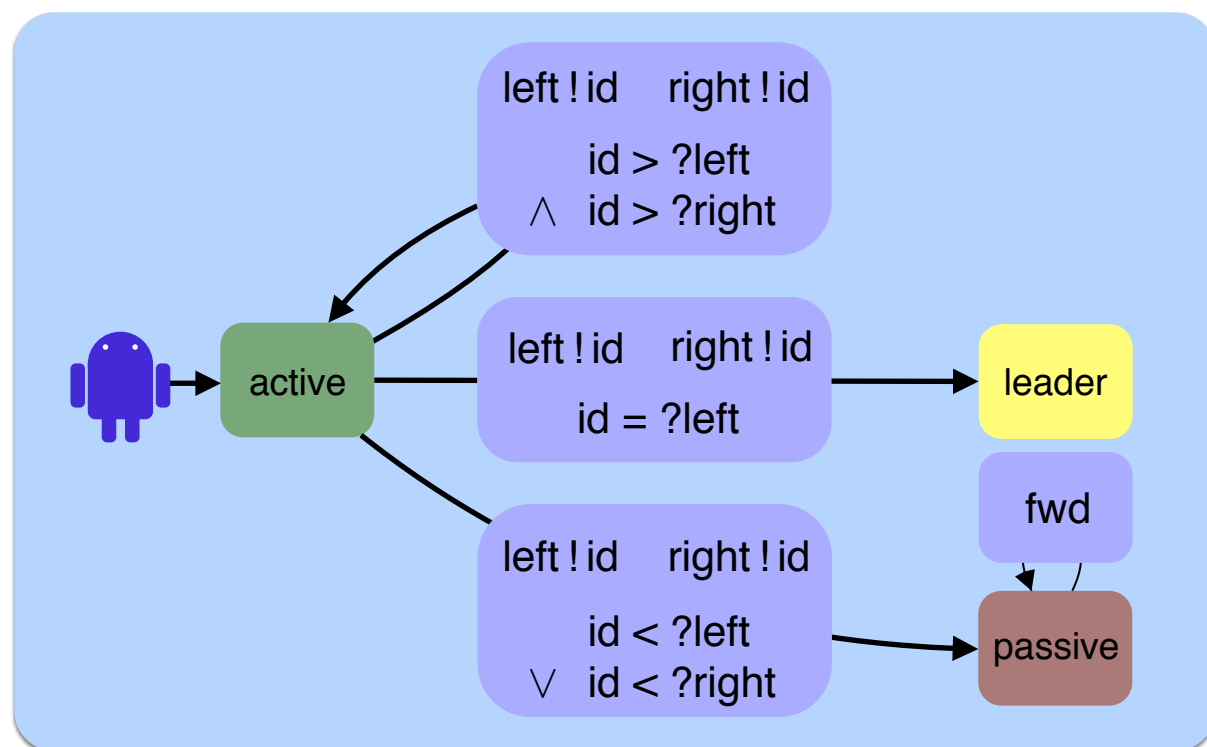 left ! id right ! id
id > ?left
∧ id > ?right
active
left ! id right ! id
id = ?left
leader
fwd
left ! id right ! id
id < ?left
∨ id < ?right
passive